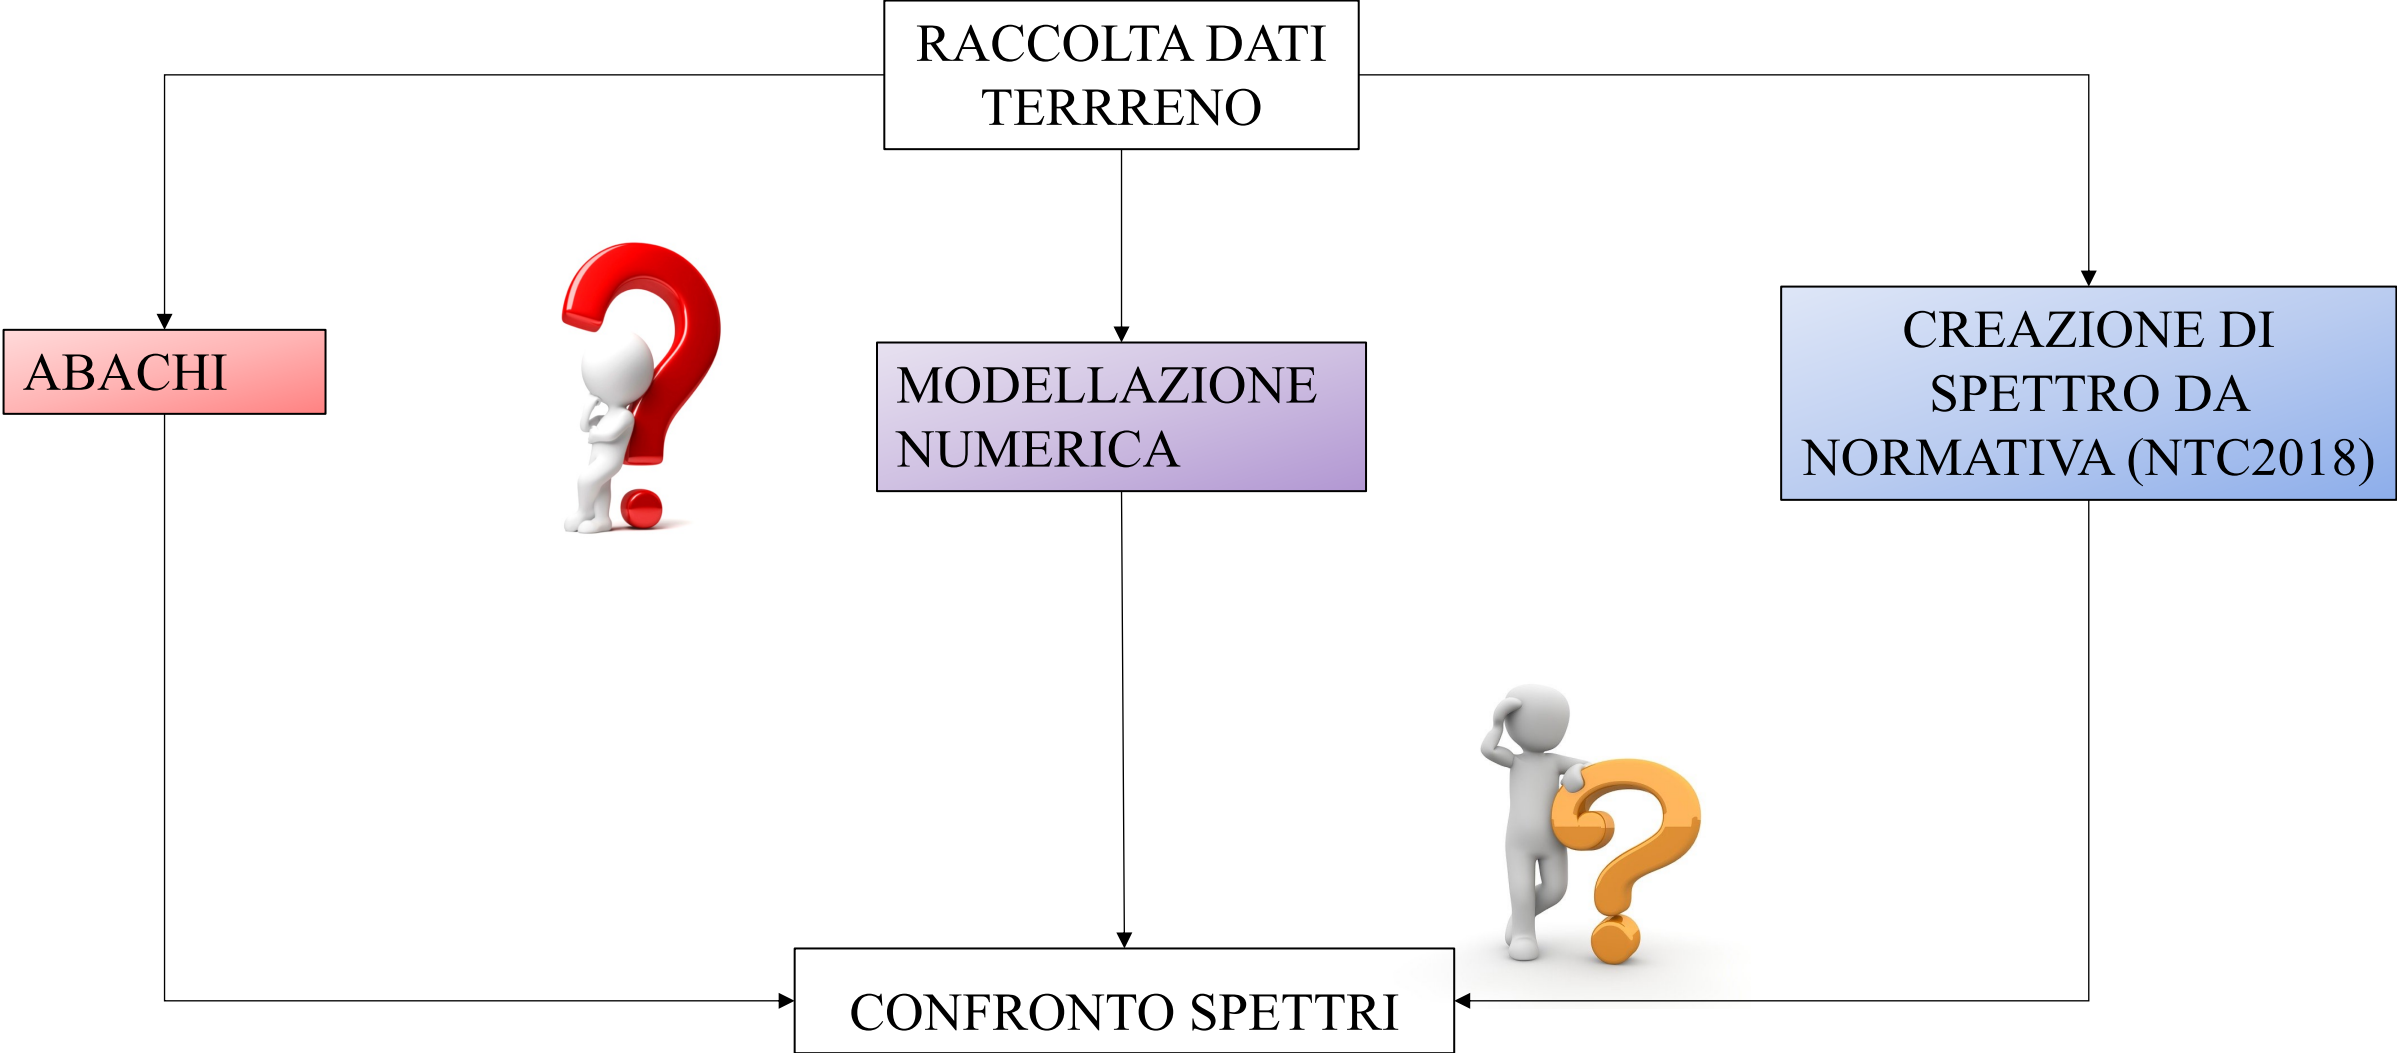 RACCOLTA DATI
TERRRENO
ABACHI
MODELLAZIONE
NUMERICA
CREAZIONE DI
SPETTRO DA
NORMATIVA (NTC2018)
CONFRONTO SPETTRI